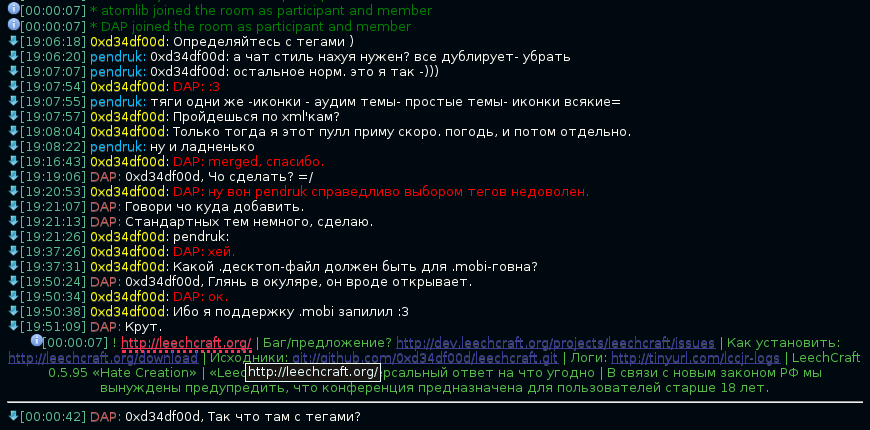 [00:00:07] * atomlib joined the room as participant and member
[00:00:07] * DAP joined the room as participant and member
[19:06:18] 0xd34df00d: Определяйтесь с тегами )
[19:06:20] pendruk: 0xd34df00d: а чат стиль нахуя нужен? все дублирует- убрать
[19:07:07] pendruk: 0xd34df00d: остальное норм. это я так -)))
[19:07:54] 0xd34df00d: DAP: :3
[19:07:55] pendruk: тяги одни же -иконки - аудим темы- простые темы- иконки всякие=
[19:07:57] 0xd34df00d: Пройдешься по xml'кам?
[19:08:04] 0xd34df00d: Только тогда я этот пулл приму скоро. погодь, и потом отдельно.
[19:08:22] pendruk: ну и ладненько
[19:16:43] 0xd34df00d: DAP: merged, спасибо.
[19:19:06] DAP: 0xd34df00d, Чо сделать? =/
[19:20:53] 0xd34df00d: DAP: ну вон pendruk справедливо выбором тегов недоволен.
[19:21:07] DAP: Говори чо куда добавить.
[19:21:13] DAP: Стандартных тем немного, сделаю.
[19:21:26] 0xd34df00d: pendruk:
[19:37:26] 0xd34df00d: DAP: хей.
[19:37:31] 0xd34df00d: Какой .десктоп-файл должен быть для .mobi-говна?
[19:50:24] DAP: 0xd34df00d, Глянь в окуляре, он вроде открывает.
[19:50:34] 0xd34df00d: DAP: ок.
[19:50:38] 0xd34df00d: Ибо я поддержку .mobi запилил :3
[19:51:09] DAP: Крут.
[00:00:07] ! http://leechcraft.org/ | Баг/предложение? http://dev.leechcraft.org/projects/leechcraft/issues | Как установить:
http://leechcraft.org/download | Исходники: git://github.com/0xd34df00d/leechcraft.git | Логи: http://tinyurl.com/lccjr-logs | LeechCraft
0.5.95 «Hate Creation» | «Leec http://leechcraft.org/ рсальный ответ на что угодно | В связи с новым законом РФ мы
вынуждены предупредить, что конференция предназначена для пользователей старше 18 лет.
[00:00:42] DAP: 0xd34df00d, Так что там с тегами?